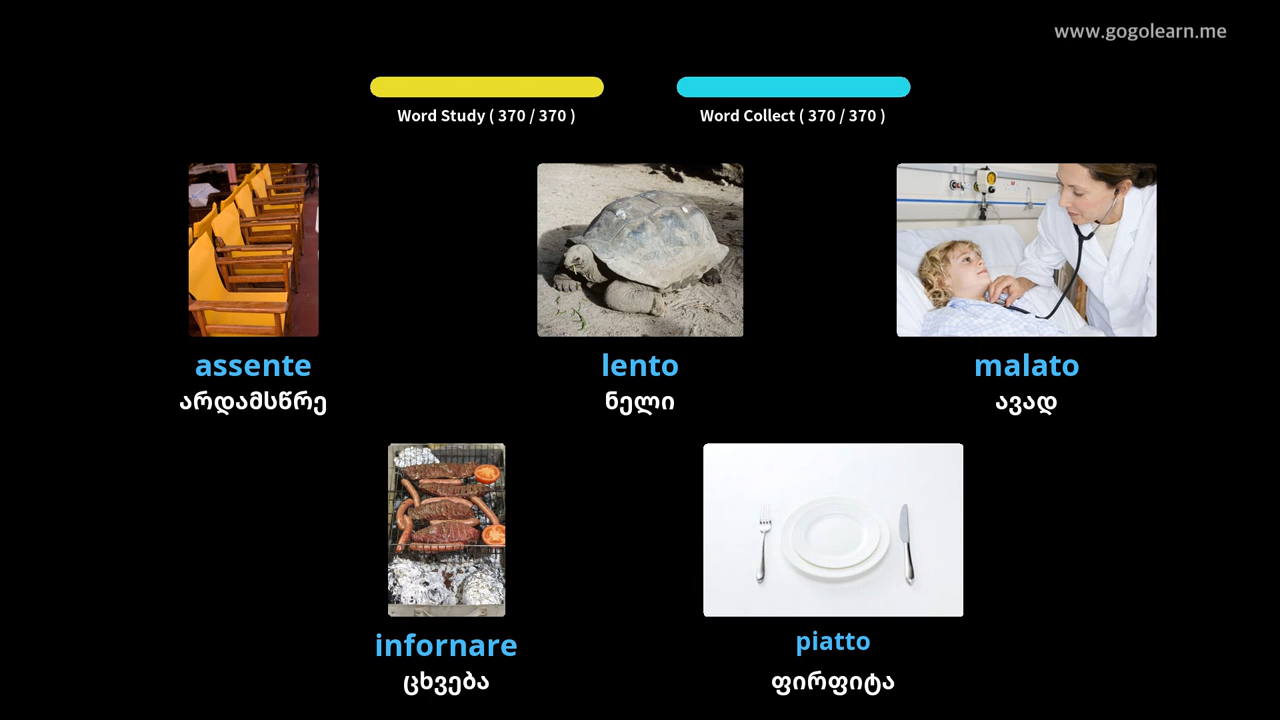 www.gogolearn.me
Word Study ( 370 / 370 )
Word Collect ( 370 / 370 )
assente
lento
malato
არდამსწრე
ნელი
ავად
infornare
piatto
ცხვება
ფირფიტა